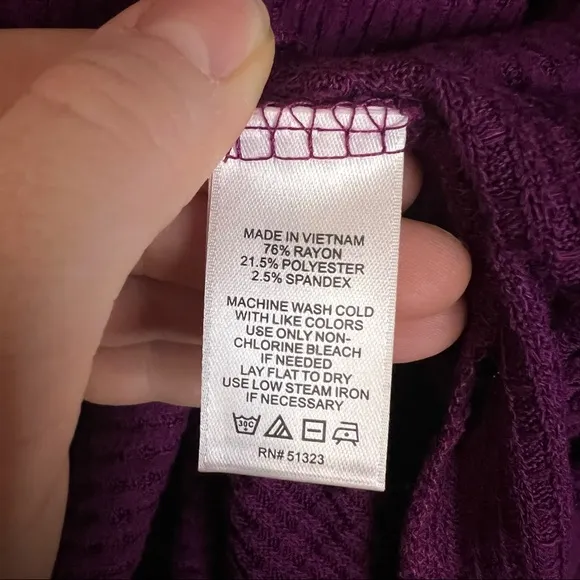 MADE IN VIETNAM
76% RAYON
21.5% POLYESTER
2.5% SPANDEX
MACHINE WASH COLD
WITH LIKE COLORS
USE ONLY NON-
CHLORINE BLEACH
IF NEEDED
LAY FLAT TO DRY
USE LOW STEAM IRON
IF NECESSARY
30C
RN# 51323